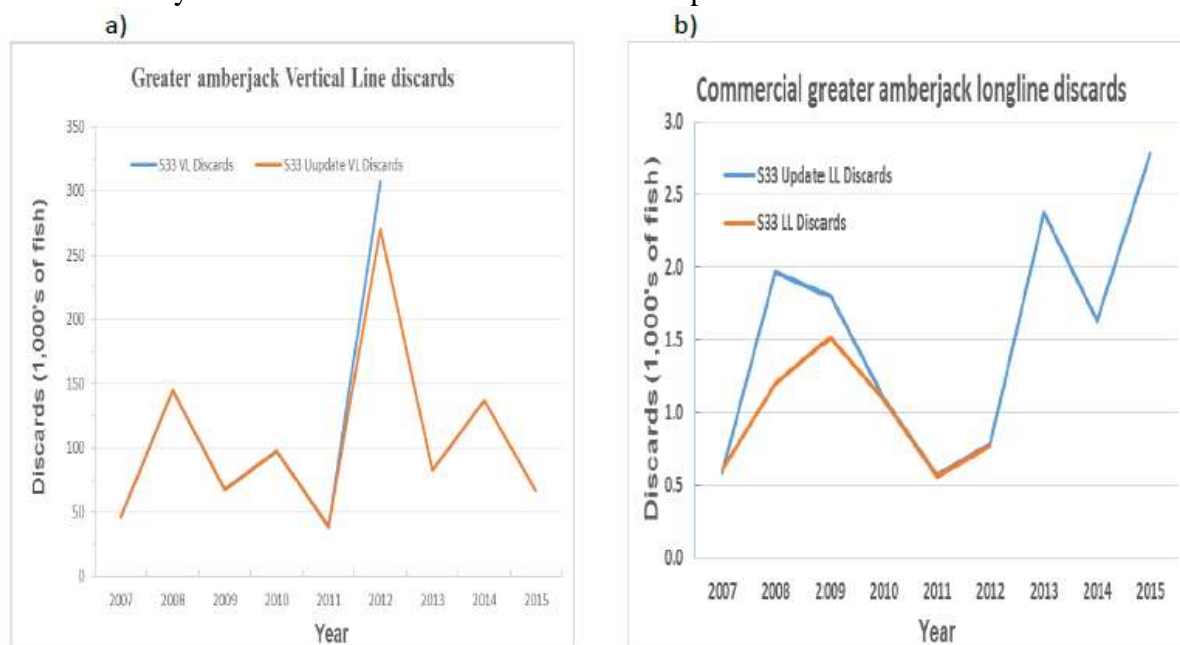 a)
Greater amberjack Vertical Line discards
350
300
250
200
150
100
50
0
S33 VL Discards
S33 Uupdate VL Discards
Discards (1,000's of fish)
2007 2008 2009 2010 2011 2012 2013 2014 2015
Year
b)
Commercial greater amberjack longline discards
3.0
2.5
2.0
1.5
1.0
0.5
0.0
S33 Update LL Discards
S33 LL Discards
Discards (1,000's of fish)
2007 2008 2009 2010 2011 2012 2013 2014 2015
Year